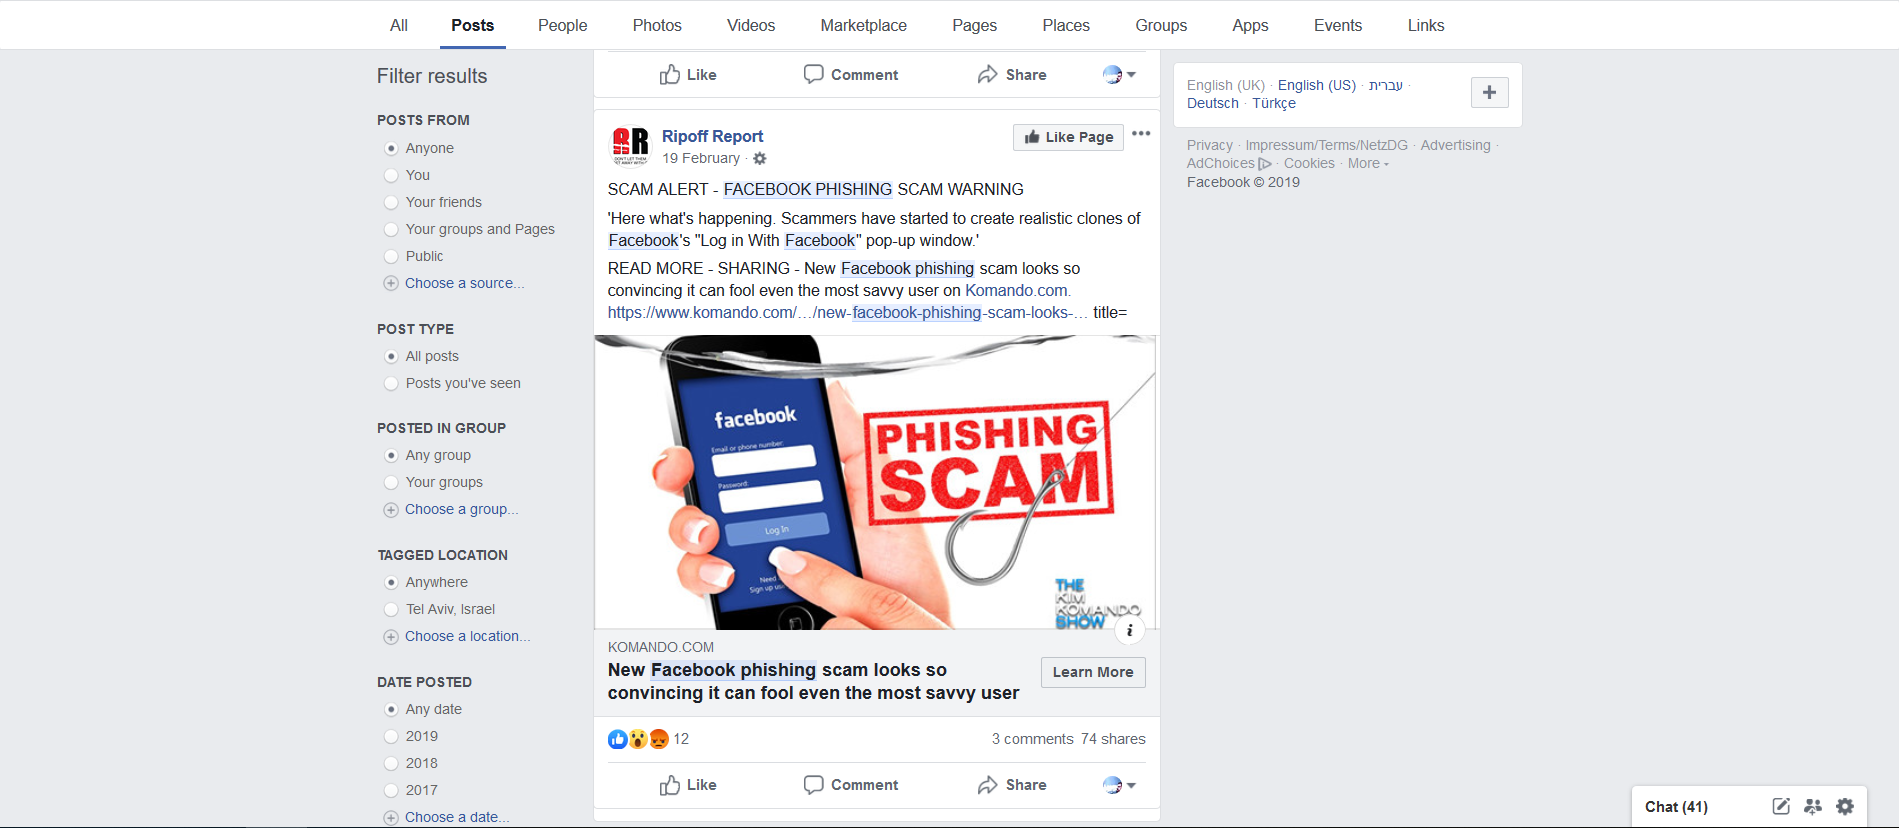 All Posts People Photos Videos Marketplace Pages Places Groups Apps Events Links
Filter results
POSTS FROM
Anyone
You
Your friends
Your groups and Pages
Public
Choose a source...
POST TYPE
All posts
Posts you've seen
POSTED IN GROUP
Any group
Your groups
Choose a group...
TAGGED LOCATION
Anywhere
Tel Aviv, Israel
Choose a location...
DATE POSTED
Any date
2019
2018
2017
Choose a date...
Like Comment Share
RR
Ripoff Report
Like Page
19 February ·
SCAM ALERT - FACEBOOK PHISHING SCAM WARNING
'Here what's happening. Scammers have started to create realistic clones of
Facebook's "Log in With Facebook" pop-up window.'
READ MORE - SHARING - New Facebook phishing scam looks so
convincing it can fool even the most savvy user on Komando.com.
https://www.komando.com/…/new-facebook-phishing-scam-looks-… title=
facebook
Email or phone number:
Password:
Log In
Need
Sign up
PHISHING
SCAM
THE
KIM
KOMANDO
SHOW
KOMANDO.COM
New Facebook phishing scam looks so
convincing it can fool even the most savvy user
Learn More
12
3 comments 74 shares
Like Comment Share
English (UK) · English (US) · עברית ·
Deutsch · Türkçe
Privacy · Impressum/Terms/NetzDG · Advertising ·
AdChoices · Cookies · More
Facebook © 2019
Chat (41)